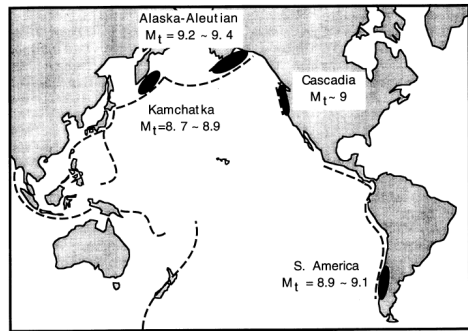 Alaska-Aleutian
Mt = 9.2 ~ 9. 4
Kamchatka
Mt=8. 7 ~ 8.9
Cascadia
Mt~ 9
S. America
Mt = 8.9 ~ 9.1